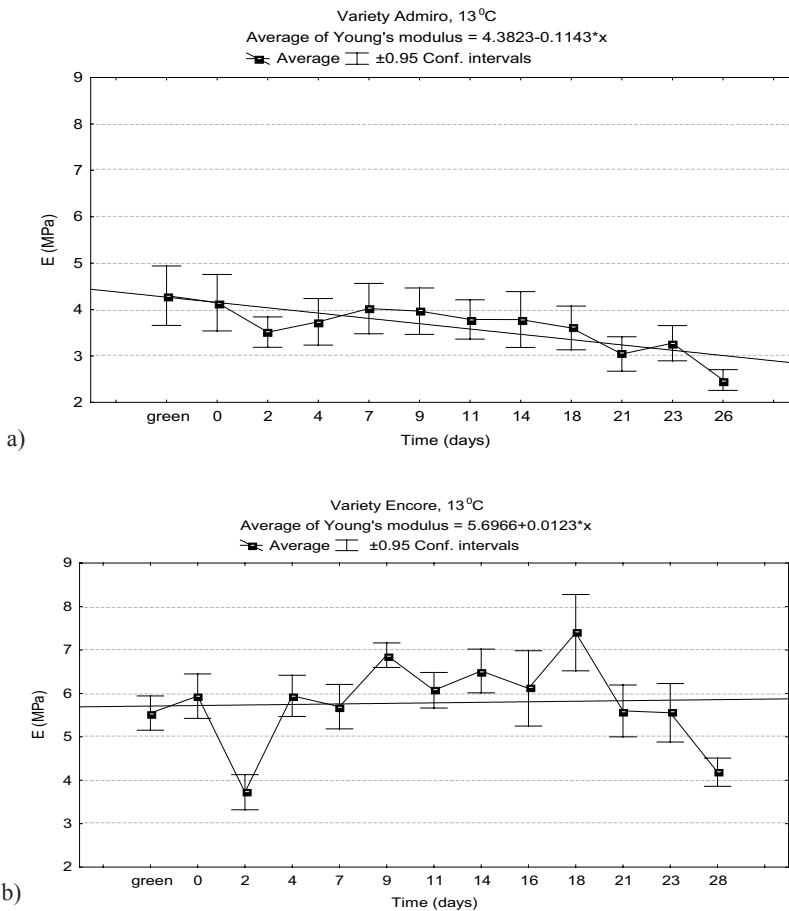 Variety Admiro, 13⁰C
Average of Young's modulus = 4.3823-0.1143*x
Average ±0.95 Conf. intervals
9
8
7
6
5
4
3
2
E (MPa)
green 0 2 4 7 9 11 14 18 21 23 26
Time (days)
a)
Variety Encore, 13⁰C
Average of Young's modulus = 5.6966+0.0123*x
Average ±0.95 Conf. intervals
9
8
7
6
5
4
3
2
E (MPa)
green 0 2 4 7 9 11 14 16 18 21 23 28
Time (days)
b)